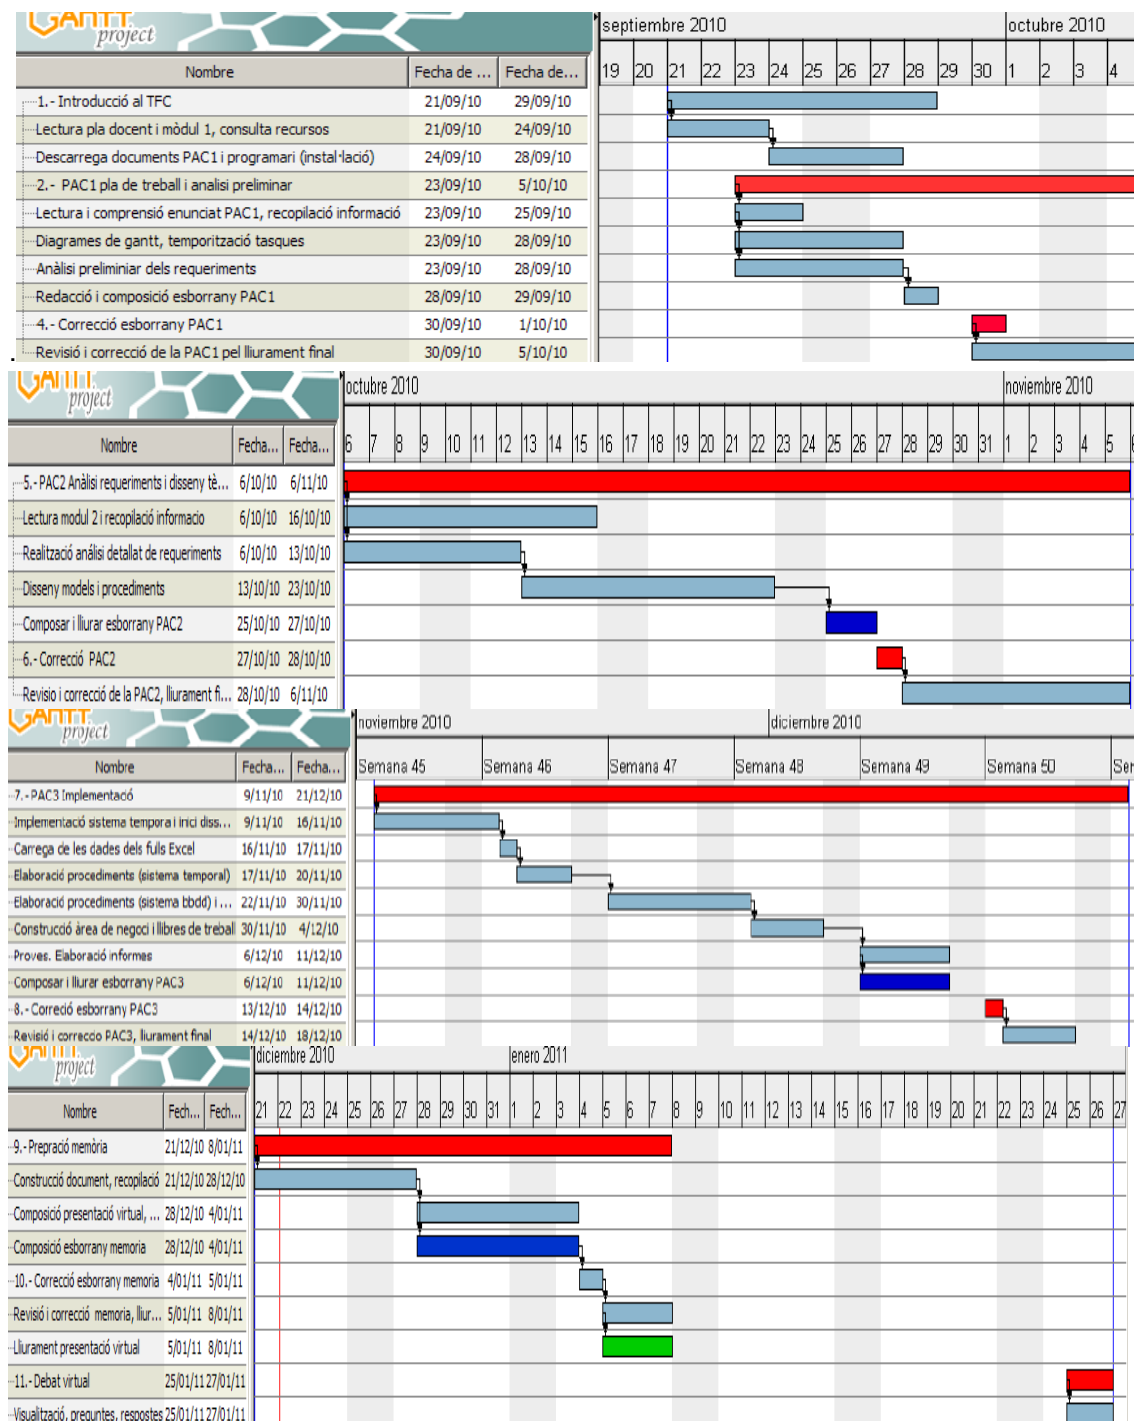 GANTT
project
septiembre 2010 octubre 2010
Nombre Fecha de ... Fecha de... 19 20 21 22 23 24 25 26 27 28 29 30 1 2 3 4
1.- Introducció al TFC 21/09/10 29/09/10
Lectura pla docent i mòdul 1, consulta recursos 21/09/10 24/09/10
Descarrega documents PAC1 i programari (instal·lació) 24/09/10 28/09/10
2.- PAC1 pla de treball i analisi preliminar 23/09/10 5/10/10
Lectura i comprensió enunciat PAC1, recopilació informació 23/09/10 25/09/10
Diagrames de gantt, temporització tasques 23/09/10 28/09/10
Anàlisi preliminiar dels requeriments 23/09/10 28/09/10
Redacció i composició esborrany PAC1 28/09/10 29/09/10
4.- Correcció esborrany PAC1 30/09/10 1/10/10
Revisió i correcció de la PAC1 pel lliurament final 30/09/10 5/10/10
GANTT
project
octubre 2010 noviembre 2010
Nombre Fecha... Fecha... 6 7 8 9 10 11 12 13 14 15 16 17 18 19 20 21 22 23 24 25 26 27 28 29 30 31 1 2 3 4 5 6
5.- PAC2 Anàlisi requeriments i disseny tè... 6/10/10 6/11/10
Lectura modul 2 i recopilació informacio 6/10/10 16/10/10
Realització análisi detallat de requeriments 6/10/10 13/10/10
Disseny models i procediments 13/10/10 23/10/10
Composar i lliurar esborrany PAC2 25/10/10 27/10/10
6.- Correcció PAC2 27/10/10 28/10/10
Revisio i correcció de la PAC2, lliurament fi... 28/10/10 6/11/10
GANTT
project
noviembre 2010 diciembre 2010
Nombre Fecha... Fecha... Semana 45 Semana 46 Semana 47 Semana 48 Semana 49 Semana 50 Ser
7.- PAC3 Implementació 9/11/10 21/12/10
Implementació sistema tempora i inici diss... 9/11/10 16/11/10
Carrega de les dades dels fulls Excel 16/11/10 17/11/10
Elaboració procediments (sistema temporal) 17/11/10 20/11/10
Elaboració procediments (sistema bbdd) i ... 22/11/10 30/11/10
Construcció àrea de negoci i llibres de treball 30/11/10 4/12/10
Proves. Elaboració informes 6/12/10 11/12/10
Composar i lliurar esborrany PAC3 6/12/10 11/12/10
8.- Correció esborrany PAC3 13/12/10 14/12/10
Revisió i correccio PAC3, lliurament final 14/12/10 18/12/10
GANTT
project
diciembre 2010 enero 2011
Nombre Fech... Fech... 21 22 23 24 25 26 27 28 29 30 31 1 2 3 4 5 6 7 8 9 10 11 12 13 14 15 16 17 18 19 20 21 22 23 24 25 26 27
9.- Prepració memòria 21/12/10 8/01/11
Construcció document, recopilació 21/12/10 28/12/10
Composició presentació virtual, ... 28/12/10 4/01/11
Composició esborrany memoria 28/12/10 4/01/11
10.- Correcció esborrany memoria 4/01/11 5/01/11
Revisió i correcció memoria, lliur... 5/01/11 8/01/11
Lliurament presentació virtual 5/01/11 8/01/11
11.- Debat virtual 25/01/11 27/01/11
Visualització, preguntes, respostes 25/01/11 27/01/11